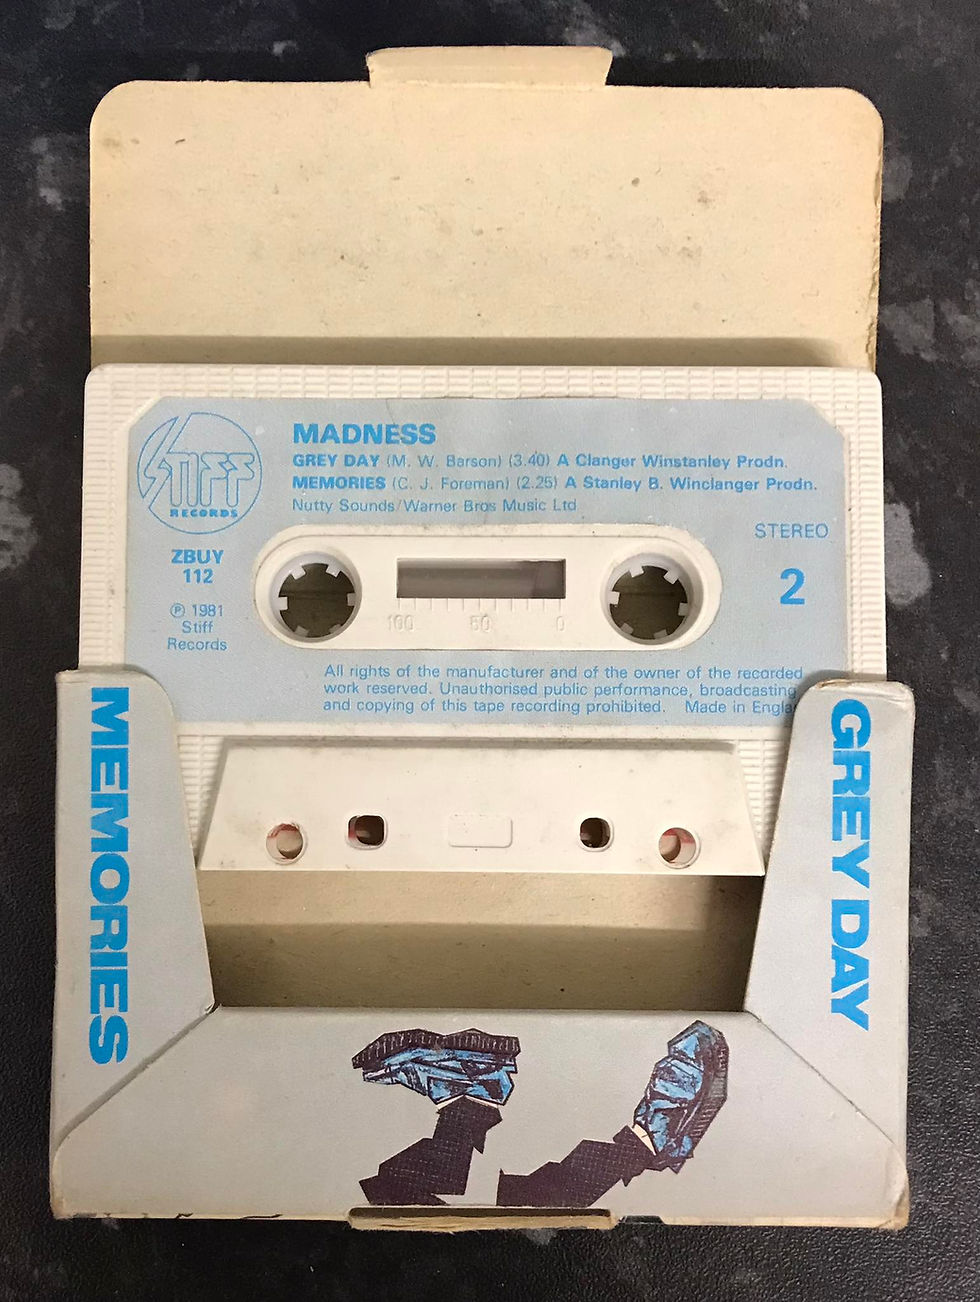 STIFF
RECORDS
MADNESS
GREY DAY (M. W. Barson) (3.40) A Clanger Winstanley Prodn.
MEMORIES (C. J. Foreman) (2.25) A Stanley B. Winclanger Prodn.
Nutty Sounds/Warner Bros Music Ltd
STEREO
2
ZBUY
112
℗ 1981
Stiff
Records
100 50 0
All rights of the manufacturer and of the owner of the recorded
work reserved. Unauthorised public performance, broadcasting
and copying of this tape recording prohibited. Made in Engla
MEMORIES
GREY DAY